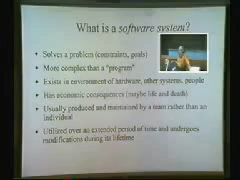 What is a software system?
• Solves a problem (constraints, goals)
• More complex than a "program"
• Exists in environment of hardware, other systems, people
• Has economic consequences (maybe life and death)
• Usually produced and maintained by a team rather than an
individual
• Utilized over an extended period of time and undergoes
modifications during its lifetime